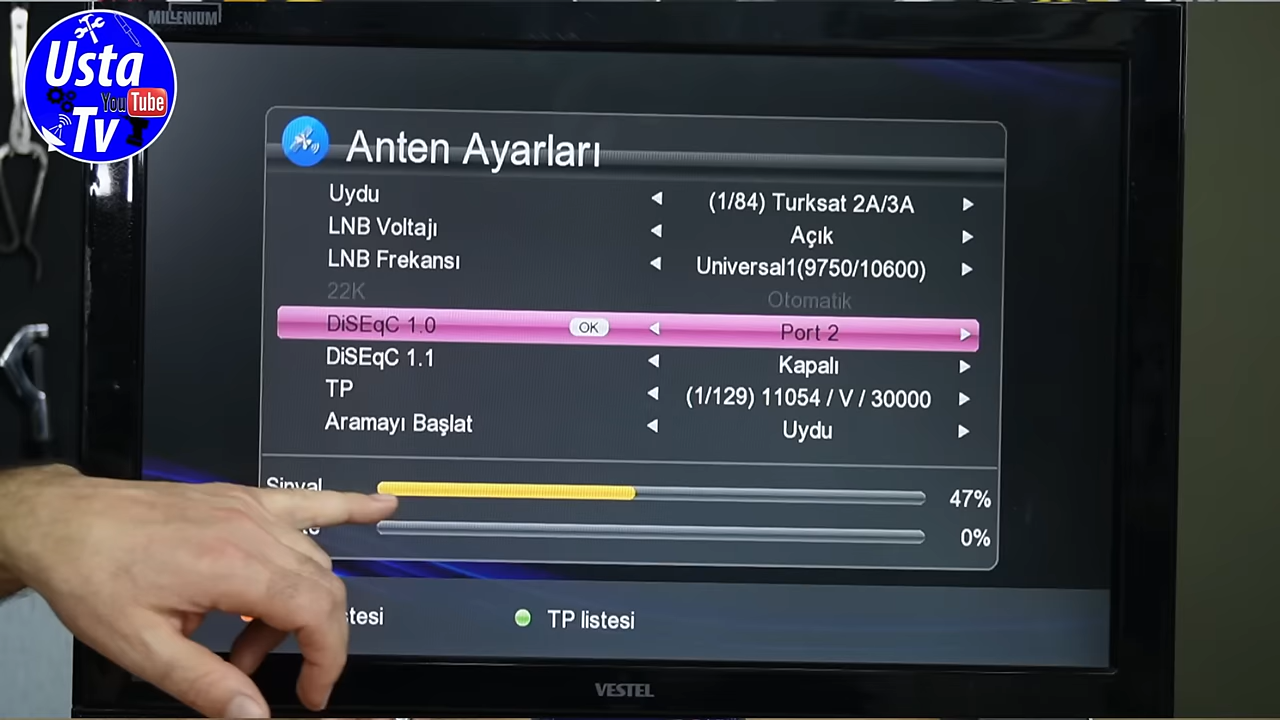 MILLENIUM
Usta
YouTube
Tv
Anten Ayarları
Uydu (1/84) Turksat 2A/3A
LNB Voltajı Açık
LNB Frekansı Universal1(9750/10600)
22K Otomatik
DiSEqC 1.0 OK Port 2
DiSEqC 1.1 Kapalı
TP (1/129) 11054 / V / 30000
Aramayı Başlat Uydu
Sinyal 47%
0%
TP listesi
VESTEL